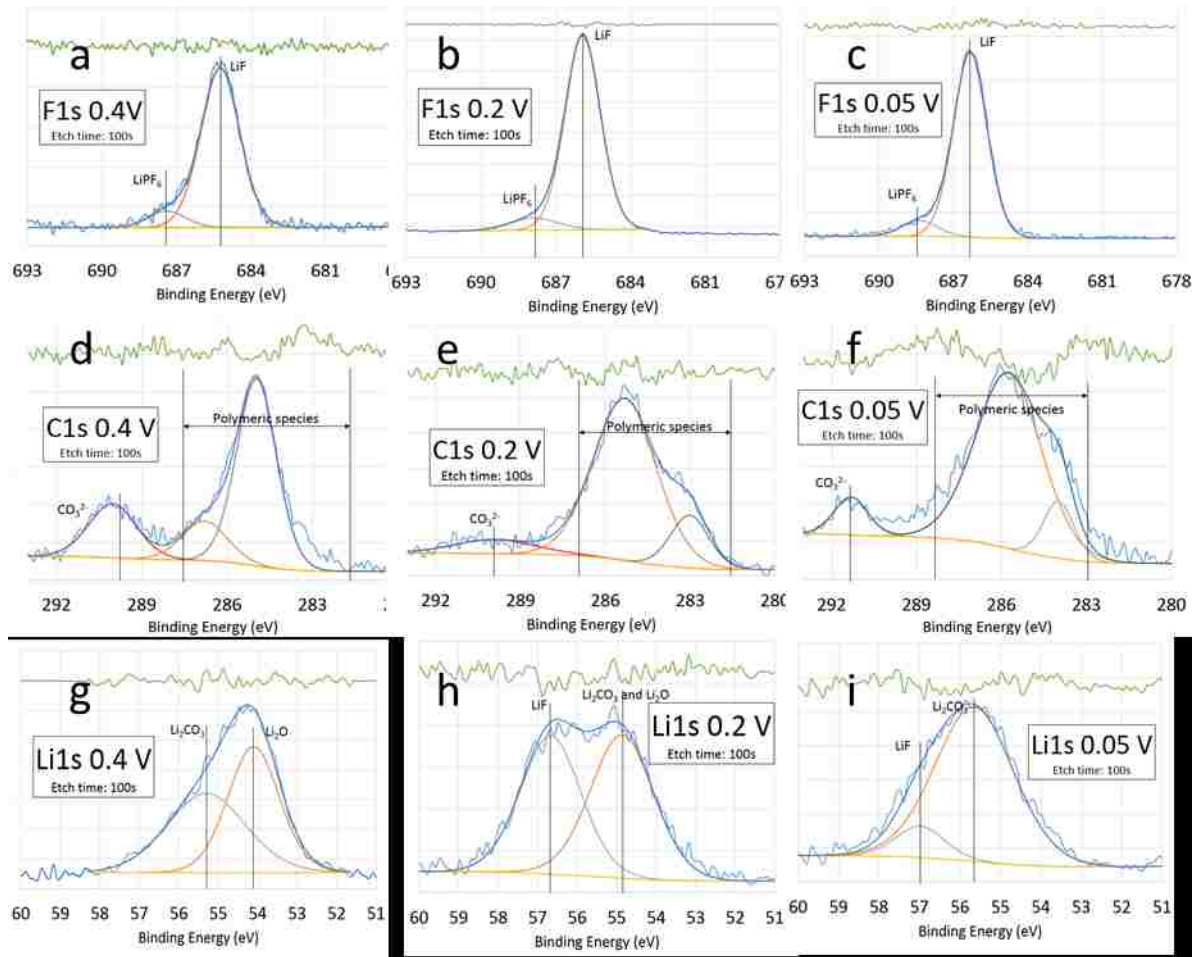 a
LiF
F1s 0.4V
Etch time: 100s
LiPF₆
693 690 687 684 681
Binding Energy (eV)
b
LiF
F1s 0.2 V
Etch time: 100s
LiPF₆
693 690 687 684 681 67
Binding Energy (eV)
c
LiF
F1s 0.05 V
Etch time: 100s
LiPF₆
693 690 687 684 681 678
Binding Energy (eV)
d
C1s 0.4 V
Etch time: 100s
Polymeric species
CO₃²⁻
292 289 286 283
Binding Energy (eV)
e
C1s 0.2 V
Etch time: 100s
Polymeric species
CO₃²⁻
292 289 286 283 280
Binding Energy (eV)
f
C1s 0.05 V
Etch time: 100s
Polymeric species
CO₃²⁻
292 289 286 283 280
Binding Energy (eV)
g
Li₂CO₃
Li₂O
Li1s 0.4 V
Etch time: 100s
60 59 58 57 56 55 54 53 52 51
Binding Energy (eV)
h
LiF
Li₂CO₃ and Li₂O
Li1s 0.2 V
Etch time: 100s
60 59 58 57 56 55 54 53 52 51
Binding Energy (eV)
i
Li₂CO₃
LiF
Li1s 0.05 V
Etch time: 100s
60 59 58 57 56 55 54 53 52 51
Binding Energy (eV)